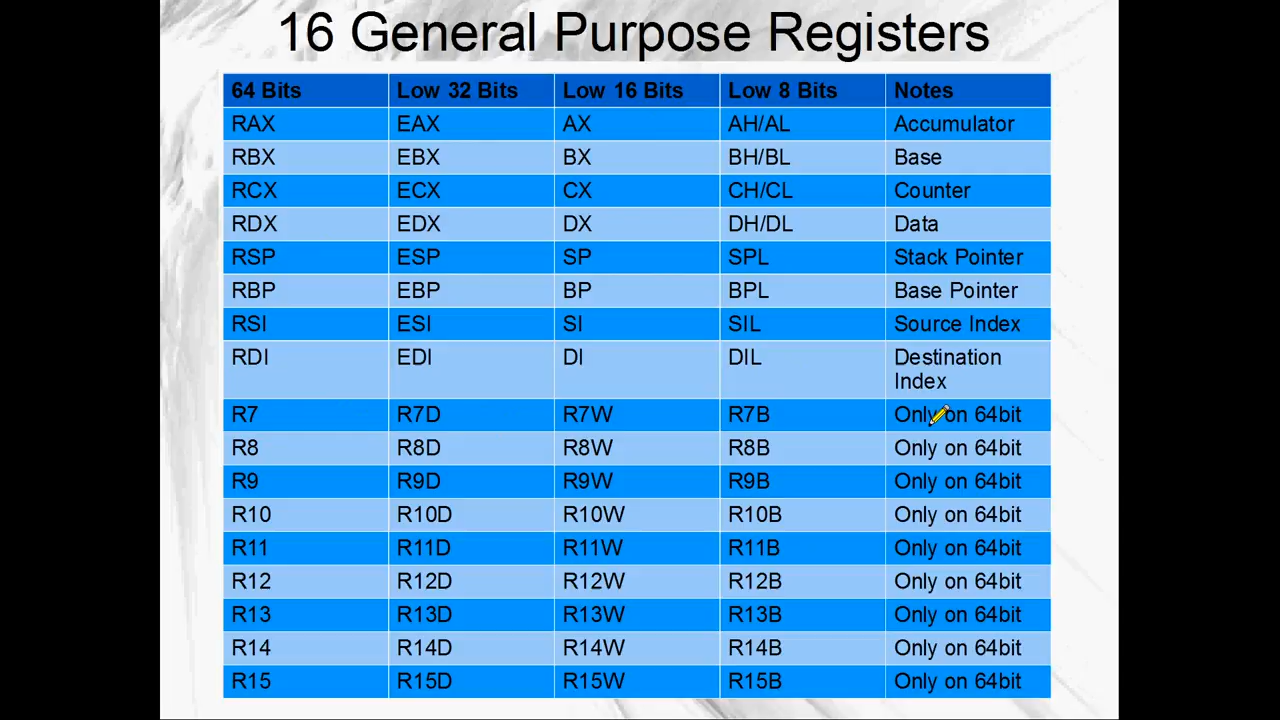 16 General Purpose Registers
64 Bits Low 32 Bits Low 16 Bits Low 8 Bits Notes
RAX EAX AX AH/AL Accumulator
RBX EBX BX BH/BL Base
RCX ECX CX CH/CL Counter
RDX EDX DX DH/DL Data
RSP ESP SP SPL Stack Pointer
RBP EBP BP BPL Base Pointer
RSI ESI SI SIL Source Index
RDI EDI DI DIL Destination
Index
R7 R7D R7W R7B Only on 64bit
R8 R8D R8W R8B Only on 64bit
R9 R9D R9W R9B Only on 64bit
R10 R10D R10W R10B Only on 64bit
R11 R11D R11W R11B Only on 64bit
R12 R12D R12W R12B Only on 64bit
R13 R13D R13W R13B Only on 64bit
R14 R14D R14W R14B Only on 64bit
R15 R15D R15W R15B Only on 64bit